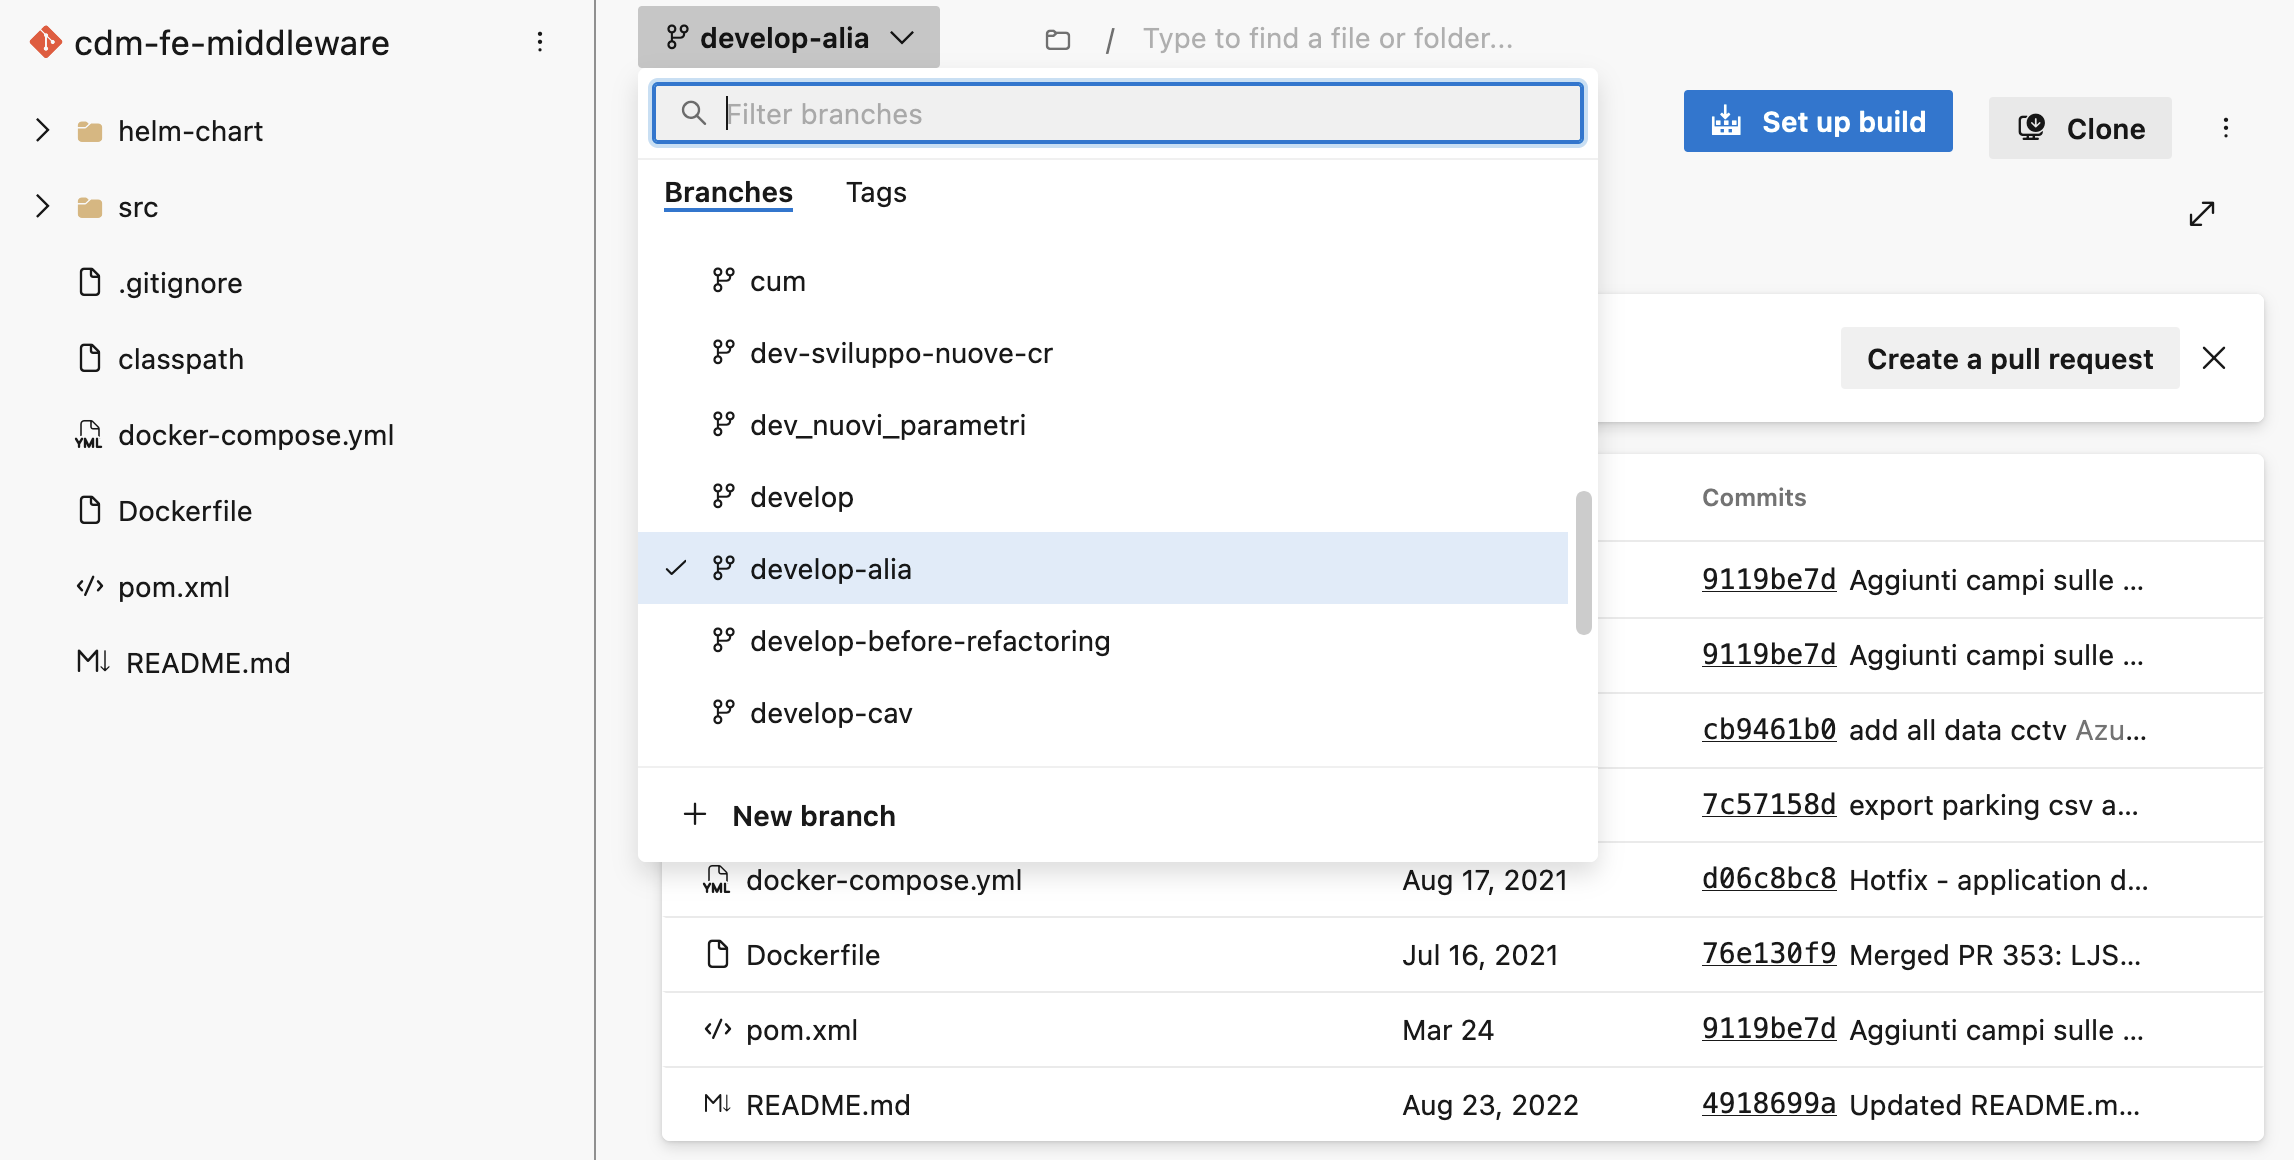 cdm-fe-middleware
helm-chart
src
.gitignore
classpath
YML docker-compose.yml
Dockerfile
pom.xml
README.md
develop-alia
/ Type to find a file or folder...
Filter branches
Set up build
Clone
Branches Tags
cum
dev-sviluppo-nuove-cr
dev_nuovi_parametri
develop
develop-alia
develop-before-refactoring
develop-cav
New branch
Create a pull request
Commits
9119be7d Aggiunti campi sulle ...
9119be7d Aggiunti campi sulle ...
cb9461b0 add all data cctv Azu...
7c57158d export parking csv a...
YML docker-compose.yml Aug 17, 2021 d06c8bc8 Hotfix - application d...
Dockerfile Jul 16, 2021 76e130f9 Merged PR 353: LJS...
pom.xml Mar 24 9119be7d Aggiunti campi sulle ...
README.md Aug 23, 2022 4918699a Updated README.m...